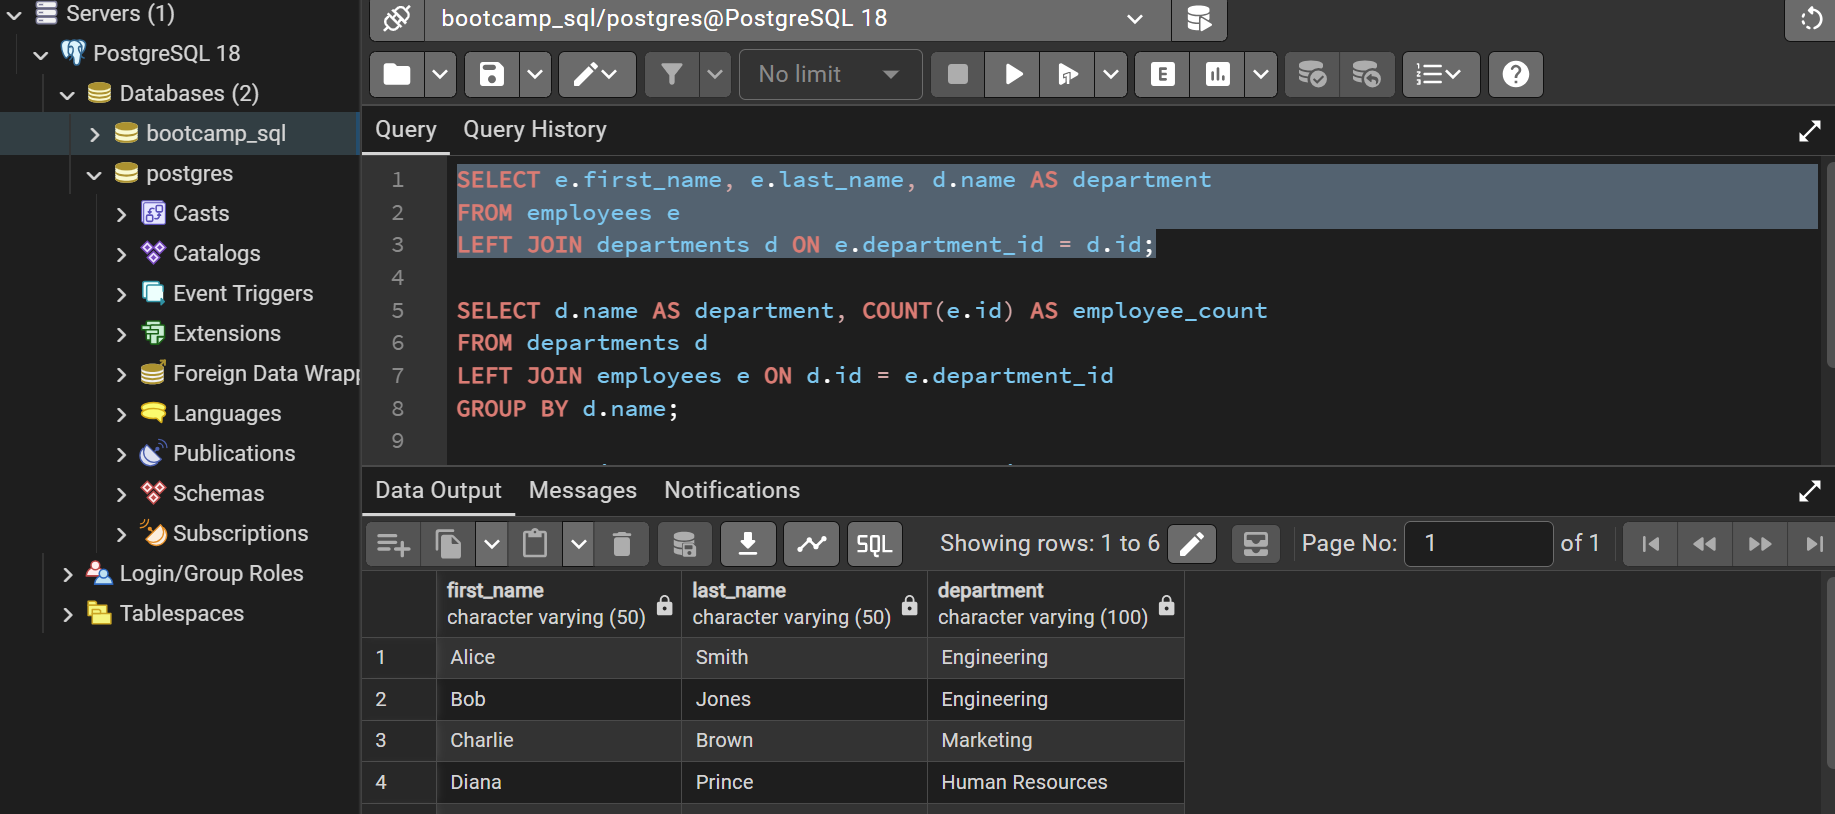 Servers (1)
PostgreSQL 18
Databases (2)
bootcamp_sql
postgres
Casts
Catalogs
Event Triggers
Extensions
Foreign Data Wrapp
Languages
Publications
Schemas
Subscriptions
Login/Group Roles
Tablespaces
bootcamp_sql/postgres@PostgreSQL 18
No limit
E
Query Query History
1 SELECT e.first_name, e.last_name, d.name AS department
2 FROM employees e
3 LEFT JOIN departments d ON e.department_id = d.id;
4
5 SELECT d.name AS department, COUNT(e.id) AS employee_count
6 FROM departments d
7 LEFT JOIN employees e ON d.id = e.department_id
8 GROUP BY d.name;
9
Data Output Messages Notifications
SQL Showing rows: 1 to 6 Page No: 1 of 1
first_name last_name department
character varying (50) character varying (50) character varying (100)
1 Alice Smith Engineering
2 Bob Jones Engineering
3 Charlie Brown Marketing
4 Diana Prince Human Resources